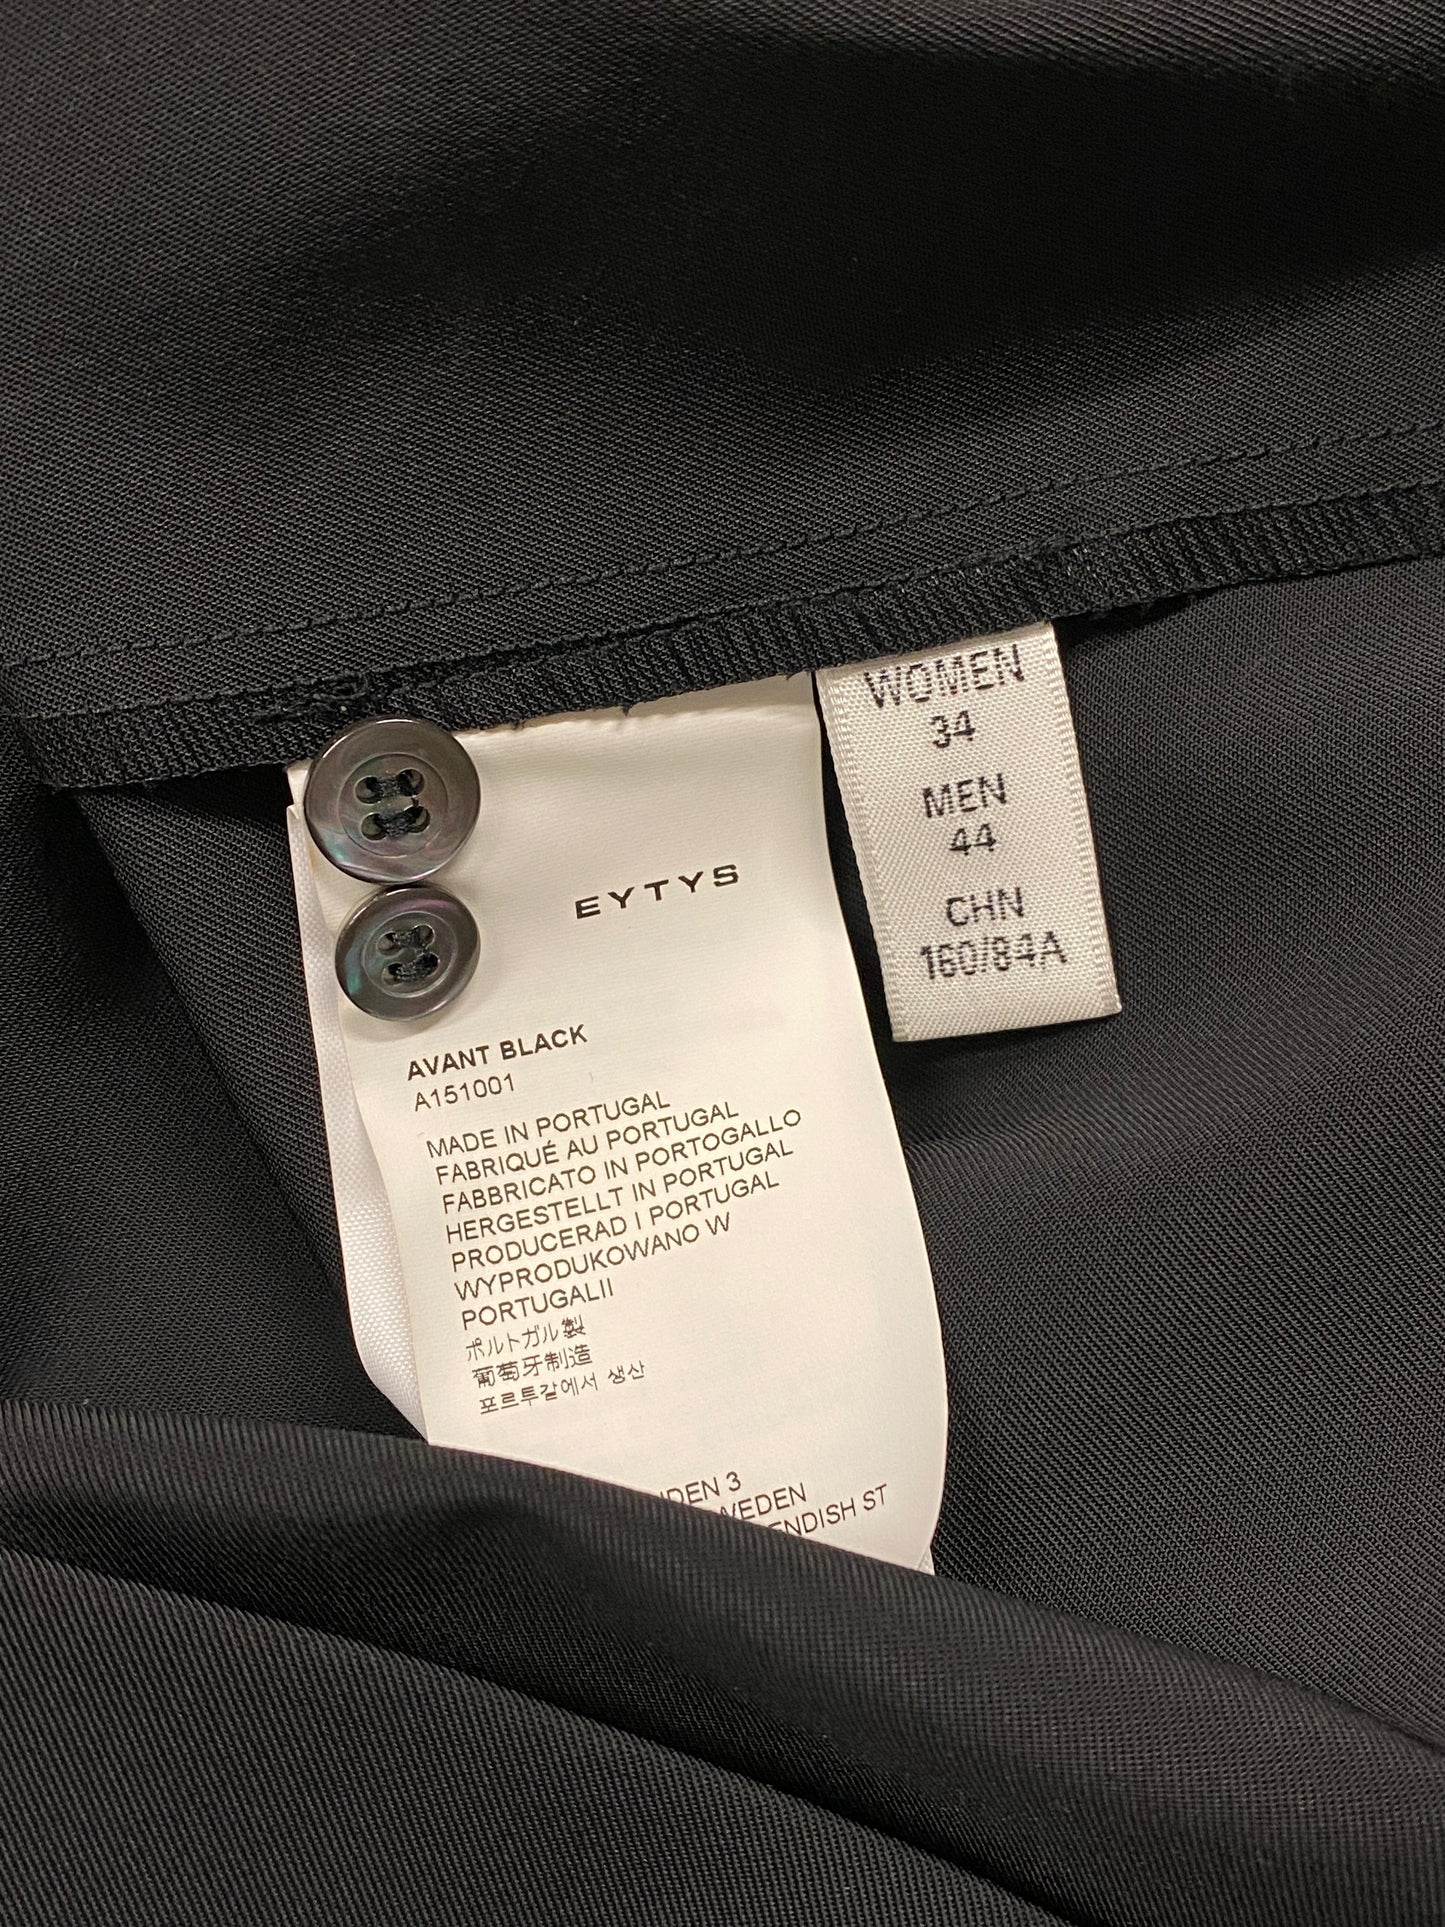 WOMEN
34
MEN
44
CHN
160/84A
EYTYS
AVANT BLACK
A151001
MADE IN PORTUGAL
FABRIQUÉ AU PORTUGAL
FABBRICATO IN PORTOGALLO
HERGESTELLT IN PORTUGAL
PRODUCERAD I PORTUGAL
WYPRODUKOWANO W
PORTUGALII
ポルトガル製
葡萄牙制造
포르투갈에서 생산
3
ST